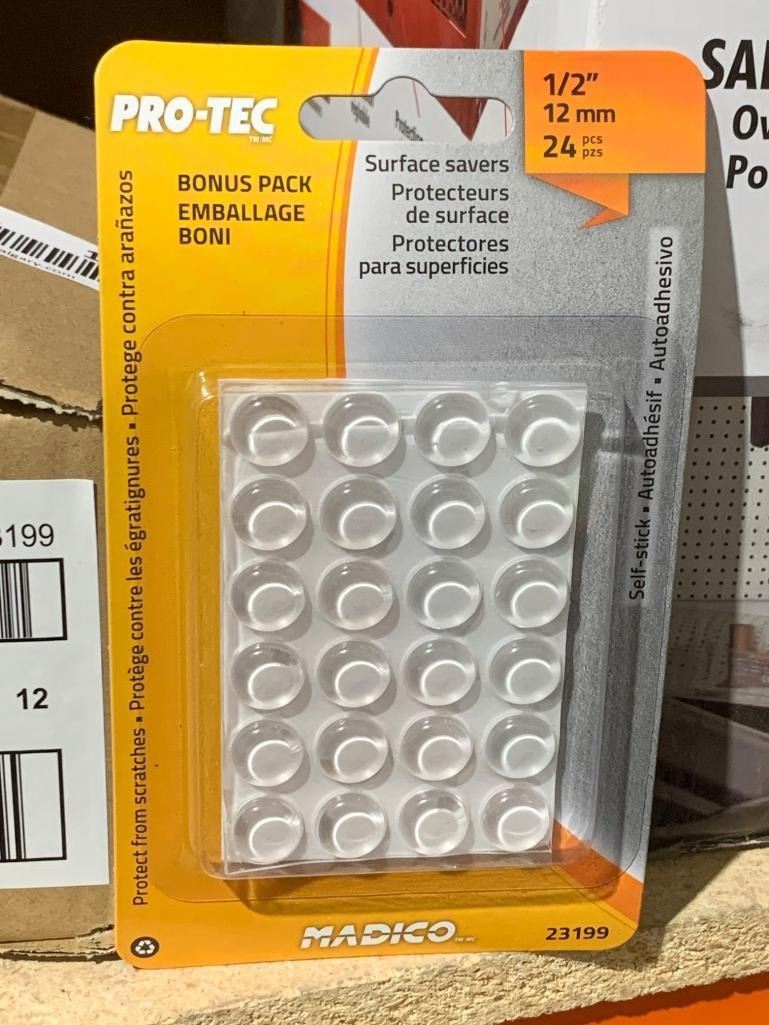 PRO-TEC
TM/MC
BONUS PACK
EMBALLAGE
BONI
Surface savers
Protecteurs
de surface
Protectores
para superficies
1/2”
12 mm
24 pcs
pzs
Protect from scratches ▪ Protège contre les égratignures ▪ Protege contra arañazos
Self-stick ▪ Autoadhésif ▪ Autoadhesivo
MADICO TM/MC
23199
3199
12